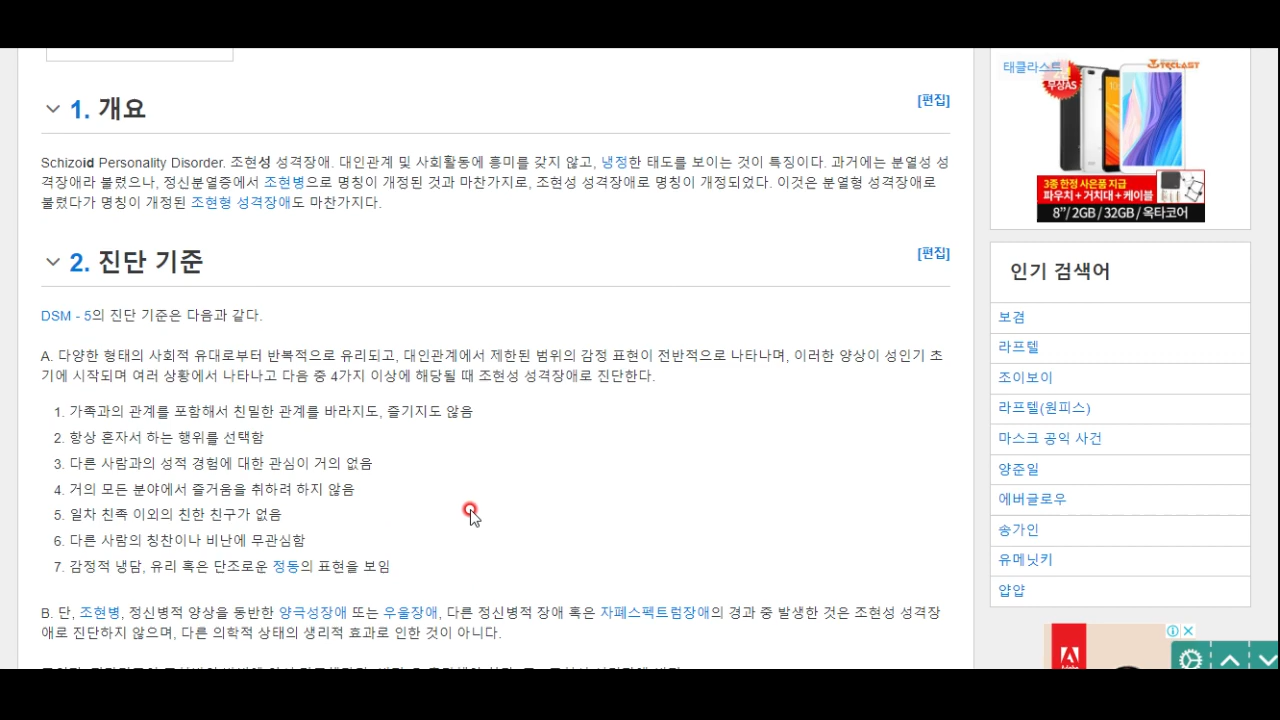 1. 개요
[편집]
Schizoid Personality Disorder. 조현성 성격장애. 대인관계 및 사회활동에 흥미를 갖지 않고, 냉정한 태도를 보이는 것이 특징이다. 과거에는 분열성 성
격장애라 불렸으나, 정신분열증에서 조현병으로 명칭이 개정된 것과 마찬가지로, 조현성 성격장애로 명칭이 개정되었다. 이것은 분열형 성격장애로
불렸다가 명칭이 개정된 조현형 성격장애도 마찬가지다.
2. 진단 기준
[편집]
DSM - 5의 진단 기준은 다음과 같다.
A. 다양한 형태의 사회적 유대로부터 반복적으로 유리되고, 대인관계에서 제한된 범위의 감정 표현이 전반적으로 나타나며, 이러한 양상이 성인기 초
기에 시작되며 여러 상황에서 나타나고 다음 중 4가지 이상에 해당될 때 조현성 성격장애로 진단한다.
1. 가족과의 관계를 포함해서 친밀한 관계를 바라지도, 즐기지도 않음
2. 항상 혼자서 하는 행위를 선택함
3. 다른 사람과의 성적 경험에 대한 관심이 거의 없음
4. 거의 모든 분야에서 즐거움을 취하려 하지 않음
5. 일차 친족 이외의 친한 친구가 없음
6. 다른 사람의 칭찬이나 비난에 무관심함
7. 감정적 냉담, 유리 혹은 단조로운 정동의 표현을 보임
B. 단, 조현병, 정신병적 양상을 동반한 양극성장애 또는 우울장애, 다른 정신병적 장애 혹은 자폐스펙트럼장애의 경과 중 발생한 것은 조현성 성격장
애로 진단하지 않으며, 다른 의학적 상태의 생리적 효과로 인한 것이 아니다.
태클라스트
TECLAST
무상AS
3종 한정 사은품 지급
파우치 + 거치대 + 케이블
8"/ 2GB / 32GB / 옥타코어
인기 검색어
보겸
라프텔
조이보이
라프텔(원피스)
마스크 공익 사건
양준일
에버글로우
송가인
유메닛키
얍얍